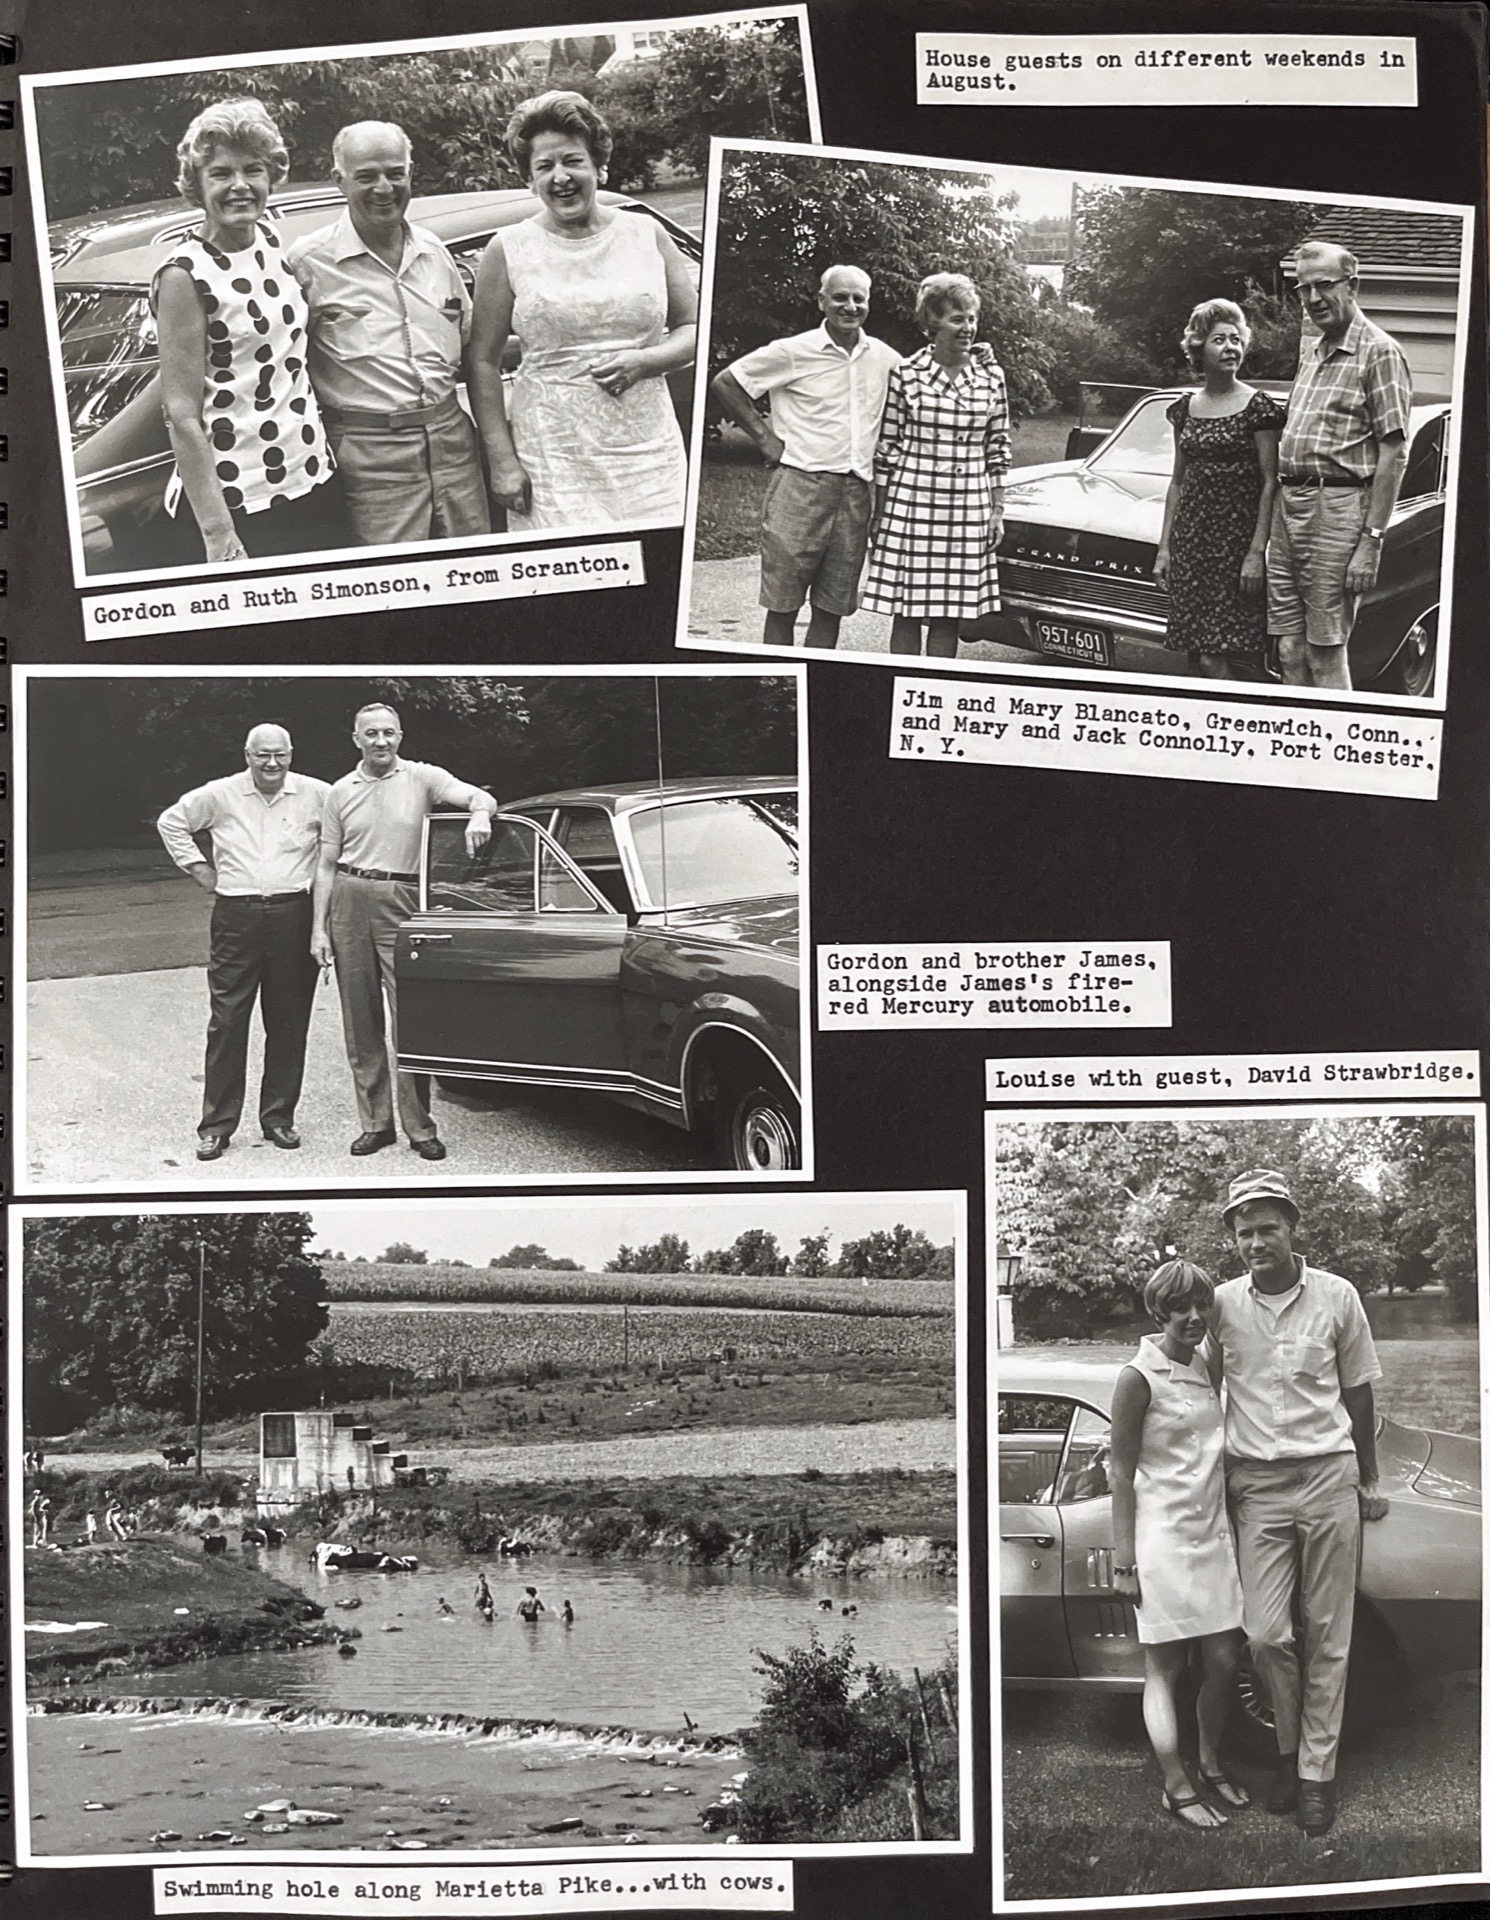 House guests on different weekends in
August.
Gordon and Ruth Simonson, from Scranton.
GRAND PRIX
957·601
CONNECTICUT
Jim and Mary Blancato, Greenwich, Conn..
and Mary and Jack Connolly, Port Chester,
N. Y.
Gordon and brother James,
alongside James's fire-
red Mercury automobile.
Louise with guest, David Strawbridge.
Swimming hole along Marietta Pike...with cows.